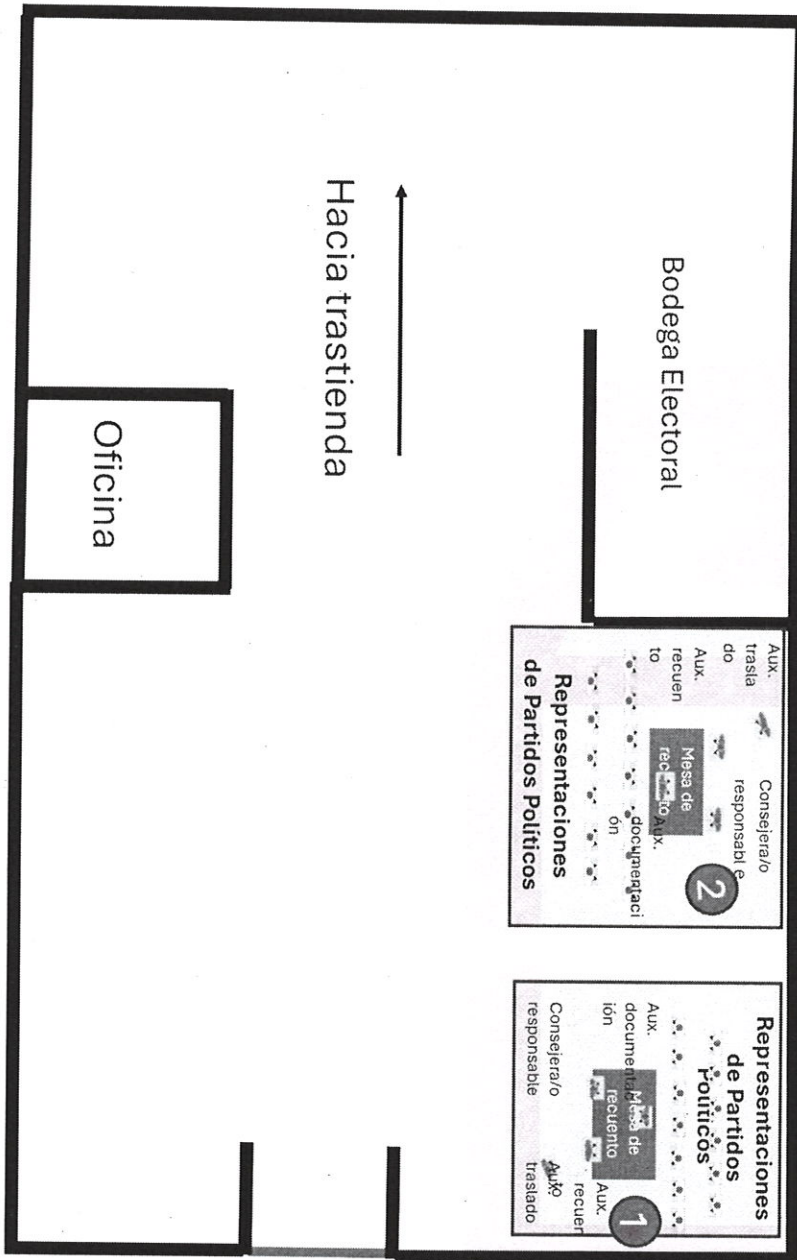 Bodega Electoral
Hacia trastienda
Oficina
Aux.
trasla
do
Aux.
recuen
to
Consejera/o
responsabl e
Mesa de
Aux.
documentaci
ón
2
Representaciones
de Partidos Políticos
Representaciones
de Partidos
Políticos
Aux.
ión
Mesa de
recuento
Consejera/o
responsable
Aux.
recuen
to
Aux.
traslado
1